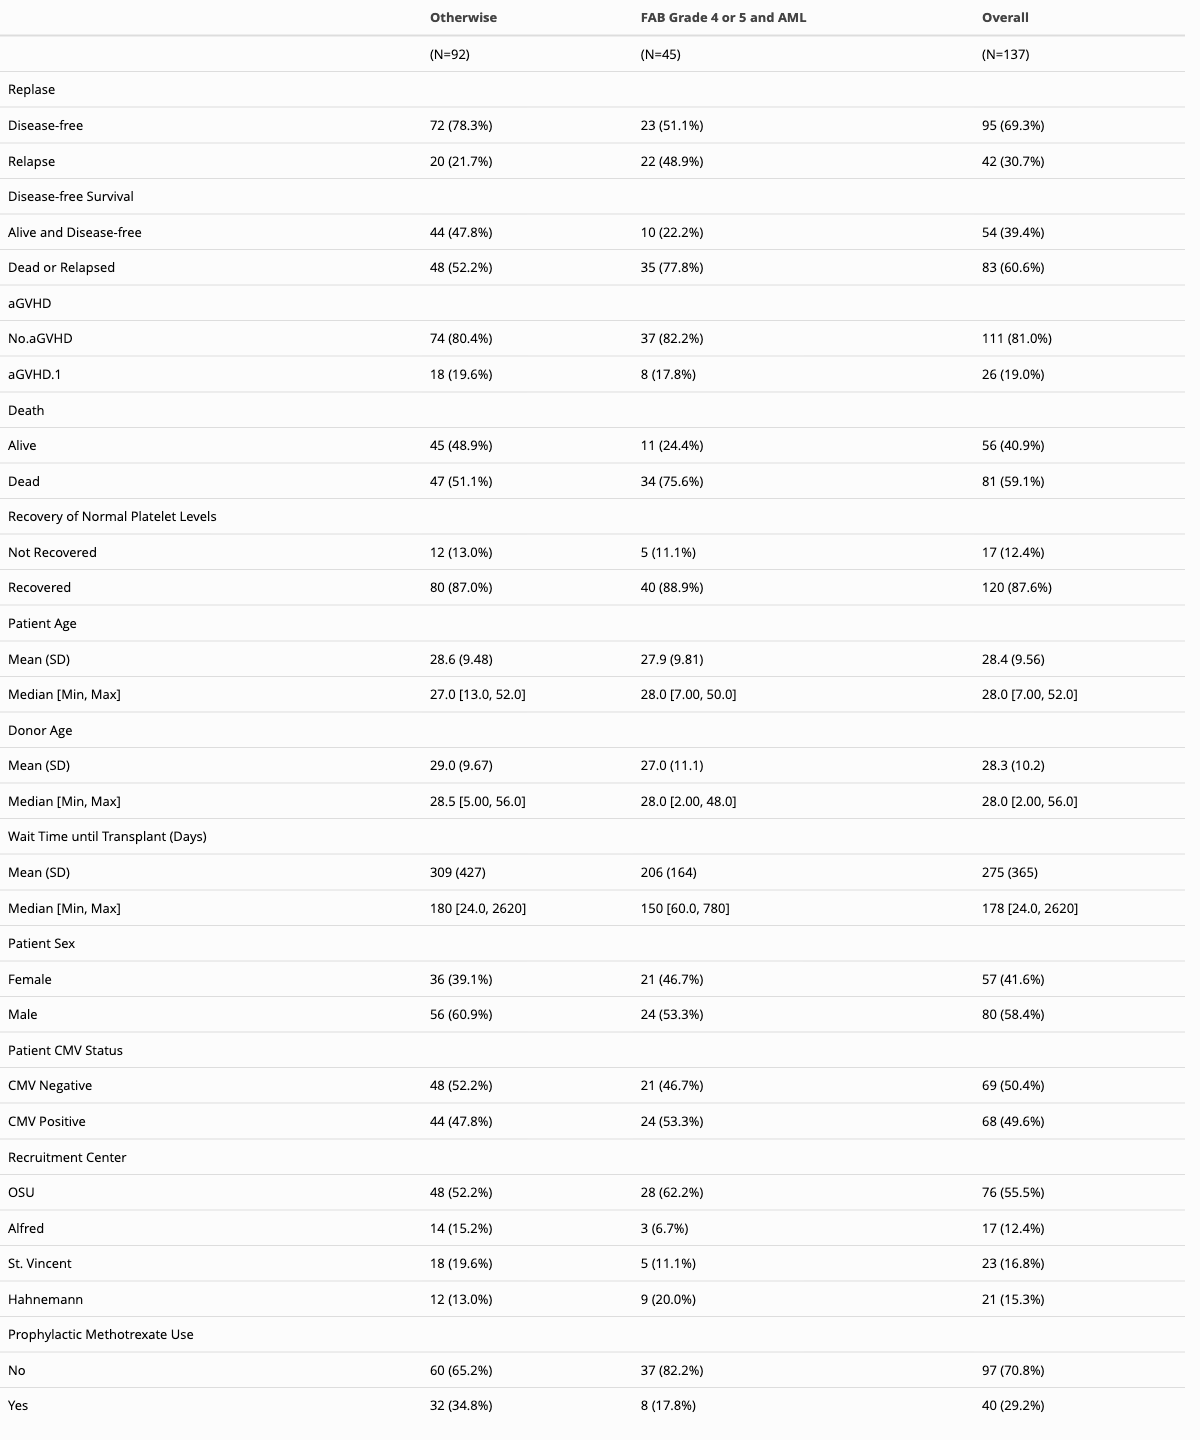 Otherwise FAB Grade 4 or 5 and AML Overall
(N=92) (N=45) (N=137)
Replase
Disease-free 72 (78.3%) 23 (51.1%) 95 (69.3%)
Relapse 20 (21.7%) 22 (48.9%) 42 (30.7%)
Disease-free Survival
Alive and Disease-free 44 (47.8%) 10 (22.2%) 54 (39.4%)
Dead or Relapsed 48 (52.2%) 35 (77.8%) 83 (60.6%)
aGVHD
No.aGVHD 74 (80.4%) 37 (82.2%) 111 (81.0%)
aGVHD.1 18 (19.6%) 8 (17.8%) 26 (19.0%)
Death
Alive 45 (48.9%) 11 (24.4%) 56 (40.9%)
Dead 47 (51.1%) 34 (75.6%) 81 (59.1%)
Recovery of Normal Platelet Levels
Not Recovered 12 (13.0%) 5 (11.1%) 17 (12.4%)
Recovered 80 (87.0%) 40 (88.9%) 120 (87.6%)
Patient Age
Mean (SD) 28.6 (9.48) 27.9 (9.81) 28.4 (9.56)
Median [Min, Max] 27.0 [13.0, 52.0] 28.0 [7.00, 50.0] 28.0 [7.00, 52.0]
Donor Age
Mean (SD) 29.0 (9.67) 27.0 (11.1) 28.3 (10.2)
Median [Min, Max] 28.5 [5.00, 56.0] 28.0 [2.00, 48.0] 28.0 [2.00, 56.0]
Wait Time until Transplant (Days)
Mean (SD) 309 (427) 206 (164) 275 (365)
Median [Min, Max] 180 [24.0, 2620] 150 [60.0, 780] 178 [24.0, 2620]
Patient Sex
Female 36 (39.1%) 21 (46.7%) 57 (41.6%)
Male 56 (60.9%) 24 (53.3%) 80 (58.4%)
Patient CMV Status
CMV Negative 48 (52.2%) 21 (46.7%) 69 (50.4%)
CMV Positive 44 (47.8%) 24 (53.3%) 68 (49.6%)
Recruitment Center
OSU 48 (52.2%) 28 (62.2%) 76 (55.5%)
Alfred 14 (15.2%) 3 (6.7%) 17 (12.4%)
St. Vincent 18 (19.6%) 5 (11.1%) 23 (16.8%)
Hahnemann 12 (13.0%) 9 (20.0%) 21 (15.3%)
Prophylactic Methotrexate Use
No 60 (65.2%) 37 (82.2%) 97 (70.8%)
Yes 32 (34.8%) 8 (17.8%) 40 (29.2%)